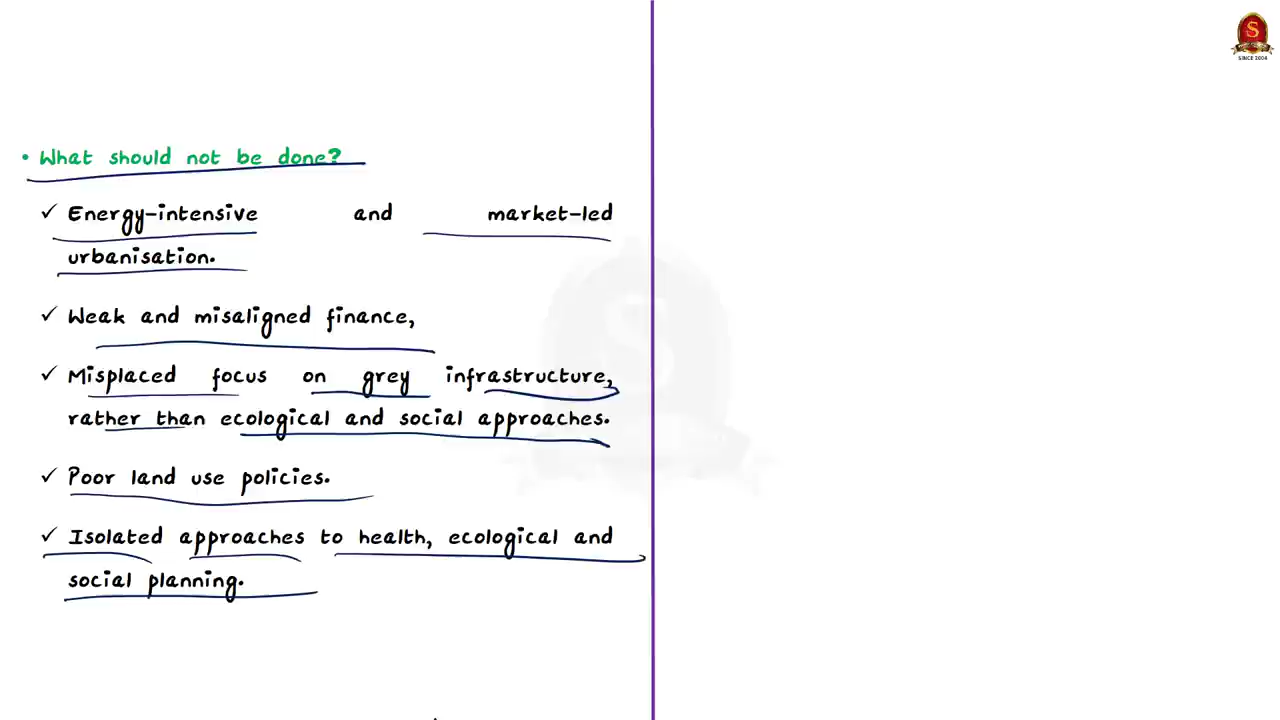 • What should not be done?
✓ Energy-intensive and market-led
urbanisation.
✓ Weak and misaligned finance,
✓ Misplaced focus on grey infrastructure,
rather than ecological and social approaches.
✓ Poor land use policies.
✓ Isolated approaches to health, ecological and
social planning.
S
SINCE 2004